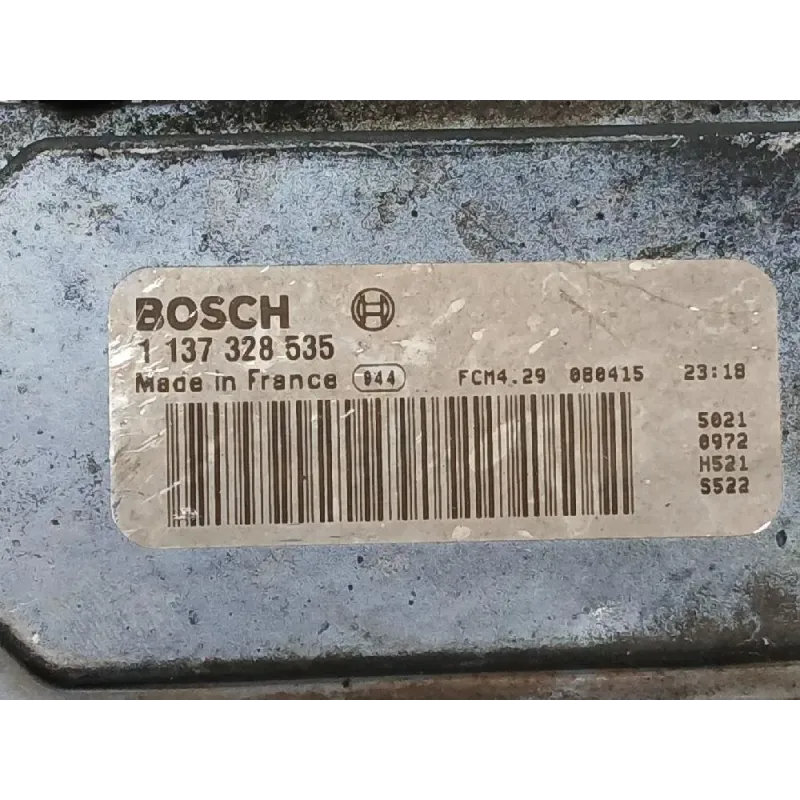 BOSCH
1 137 328 535
Made in France 044 FCM4.29 080415 23:18
5021
0972
H521
S522